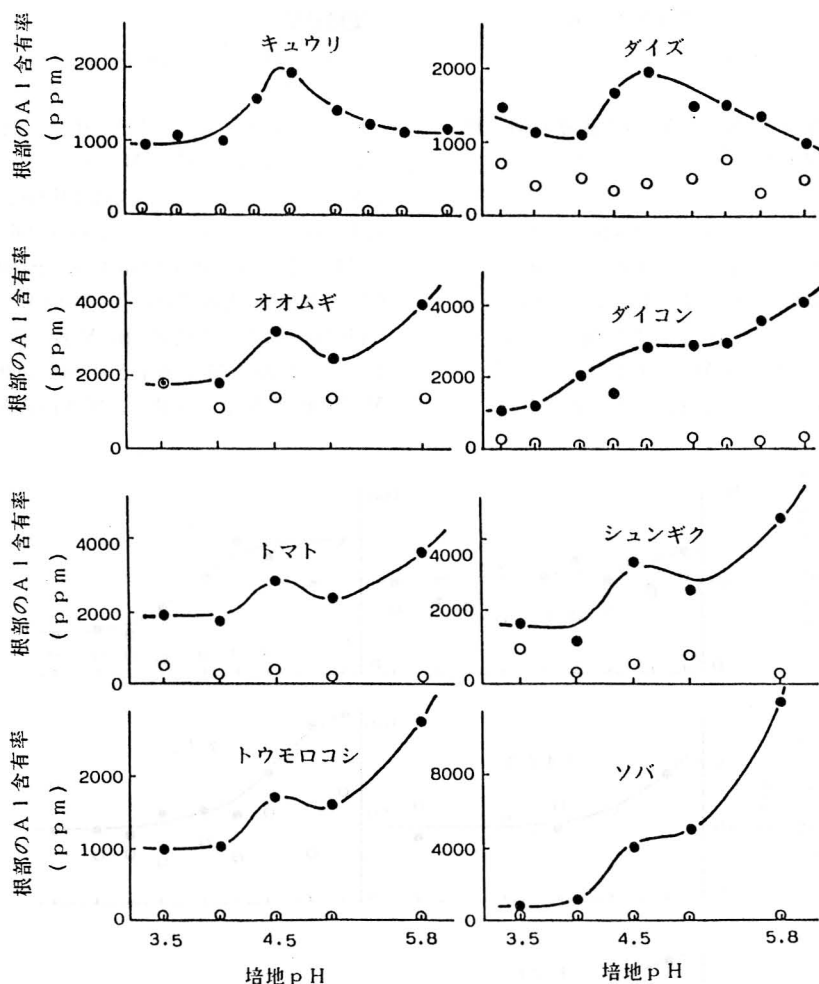 キュウリ
根部のAl含有率
(ppm)
2000
1000
0
ダイズ
2000
1000
0
オオムギ
根部のAl含有率
(ppm)
4000
2000
0
ダイコン
4000
2000
0
トマト
根部のAl含有率
(ppm)
4000
2000
0
シュンギク
4000
2000
0
トウモロコシ
根部のAl含有率
(ppm)
2000
1000
0
3.5
4.5
5.8
培地pH
ソバ
8000
4000
0
3.5
4.5
5.8
培地pH